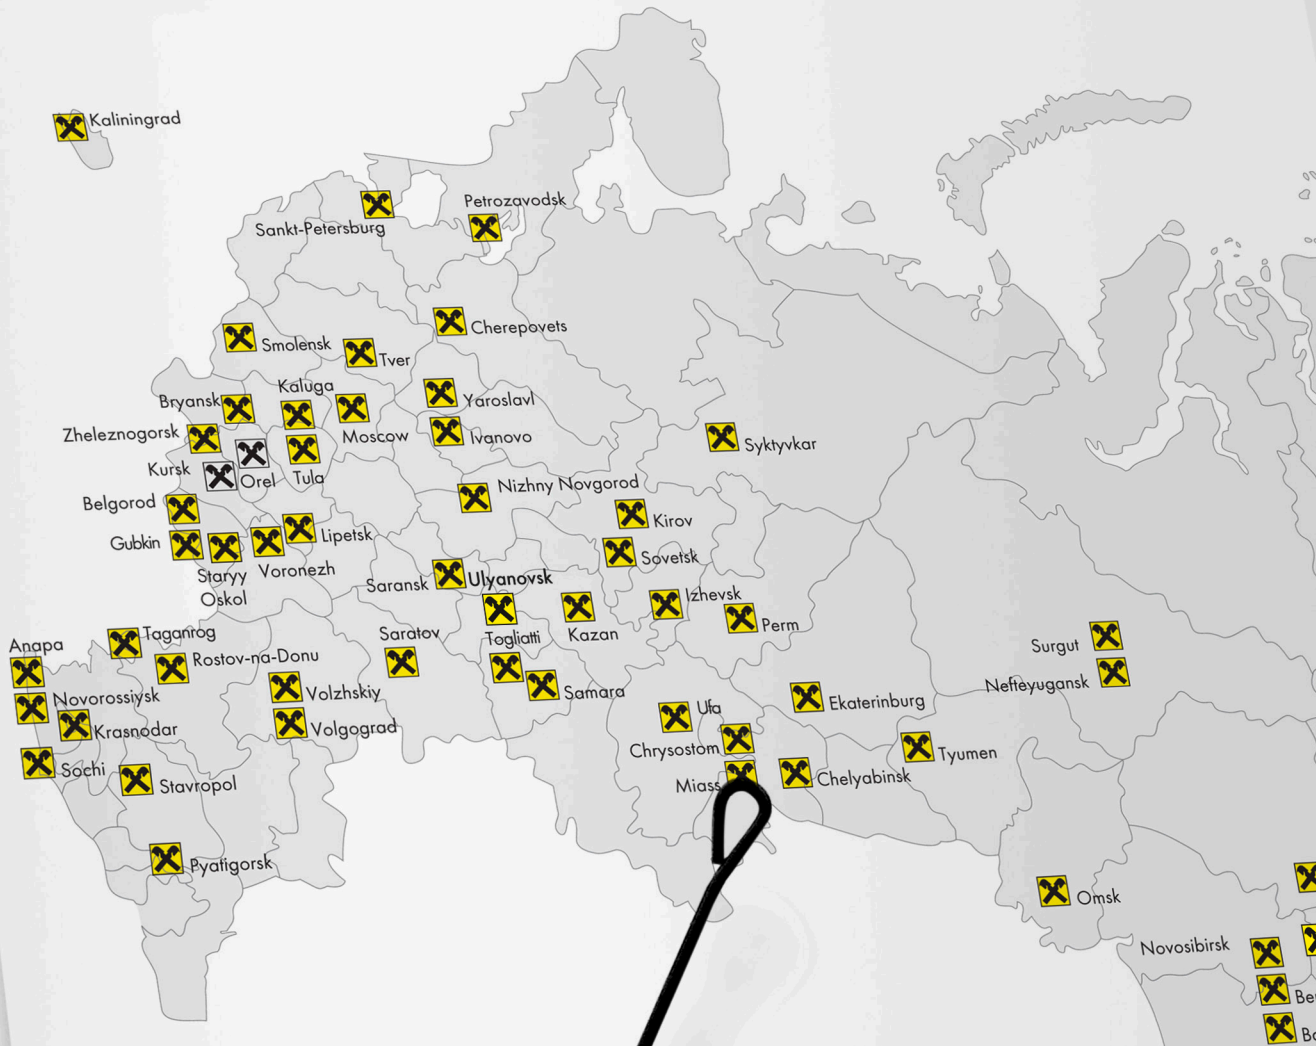 Kaliningrad
Petrozavodsk
Sankt-Petersburg
Cherepovets
Smolensk
Tver
Kaluga
Bryansk
Yaroslavl
Zheleznogorsk
Moscow
Ivanovo
Syktyvkar
Kursk
Orel
Tula
Nizhny Novgorod
Belgorod
Kirov
Gubkin
Lipetsk
Sovetsk
Staryy
Oskol
Voronezh
Saransk
Ulyanovsk
Izhevsk
Perm
Anapa
Taganrog
Saratov
Togliatti
Kazan
Surgut
Rostov-na-Donu
Nefteyugansk
Novorossiysk
Volzhskiy
Samara
Krasnodar
Volgograd
Ufa
Ekaterinburg
Chrysostom
Tyumen
Sochi
Stavropol
Miass
Chelyabinsk
Pyatigorsk
Omsk
Novosibirsk
Be